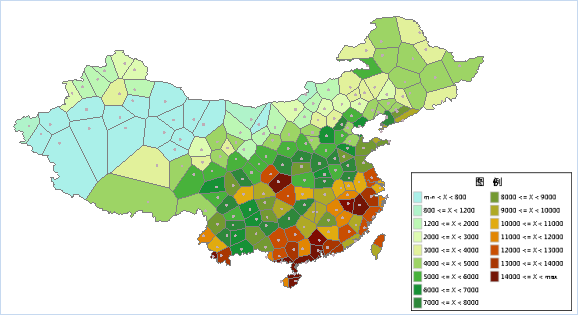 图 例
min < X < 800
800 <= X < 1200
1200 <= X < 2000
2000 <= X < 3000
3000 <= X < 4000
4000 <= X < 5000
5000 <= X < 6000
6000 <= X < 7000
7000 <= X < 8000
8000 <= X < 9000
9000 <= X < 10000
10000 <= X < 11000
11000 <= X < 12000
12000 <= X < 13000
13000 <= X < 14000
14000 <= X < max